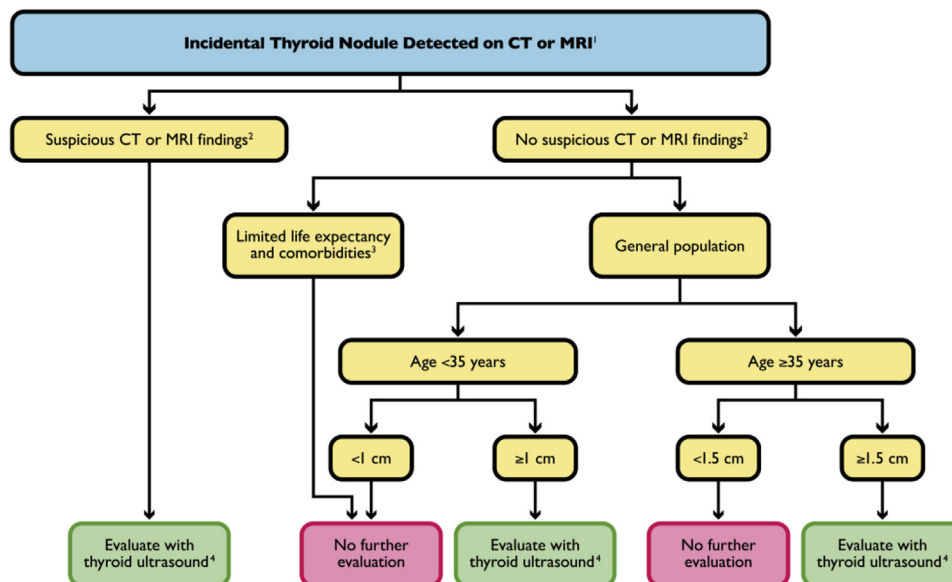 Incidental Thyroid Nodule Detected on CT or MRI¹
Suspicious CT or MRI findings²
No suspicious CT or MRI findings²
Limited life expectancy
and comorbidities³
General population
Age <35 years
Age ≥35 years
<1 cm
≥1 cm
<1.5 cm
≥1.5 cm
Evaluate with
thyroid ultrasound⁴
No further
evaluation
Evaluate with
thyroid ultrasound⁴
No further
evaluation
Evaluate with
thyroid ultrasound⁴